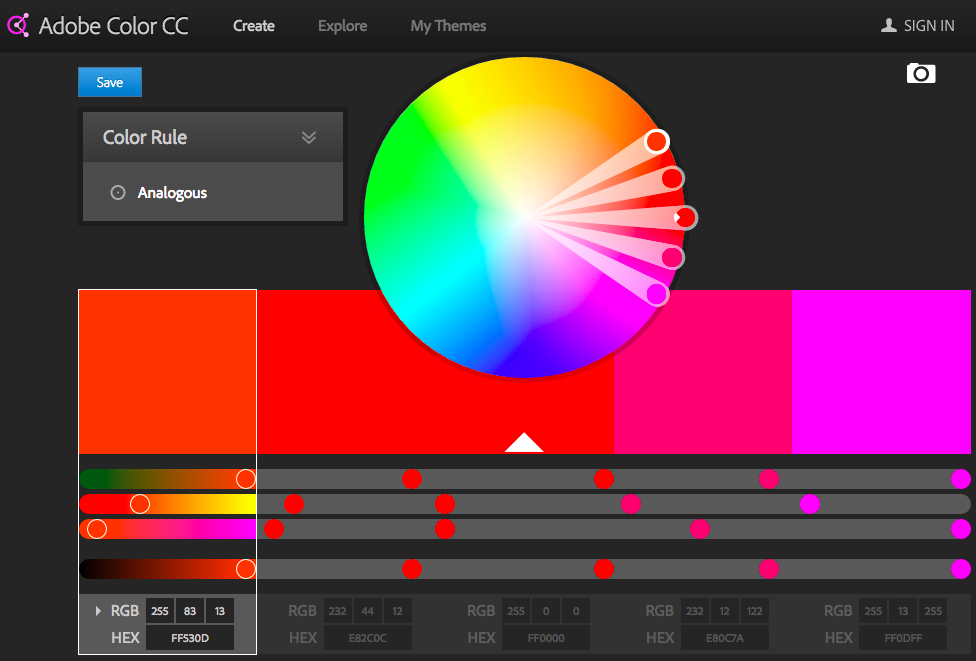 Adobe Color CC Create Explore My Themes SIGN IN
Save
Color Rule
Analogous
RGB 255 83 13 RGB 232 44 12 RGB 255 0 0 RGB 232 12 122 RGB 255 13 255
HEX FF530D HEX E82C0C HEX FF0000 HEX E80C7A HEX FF0DFF